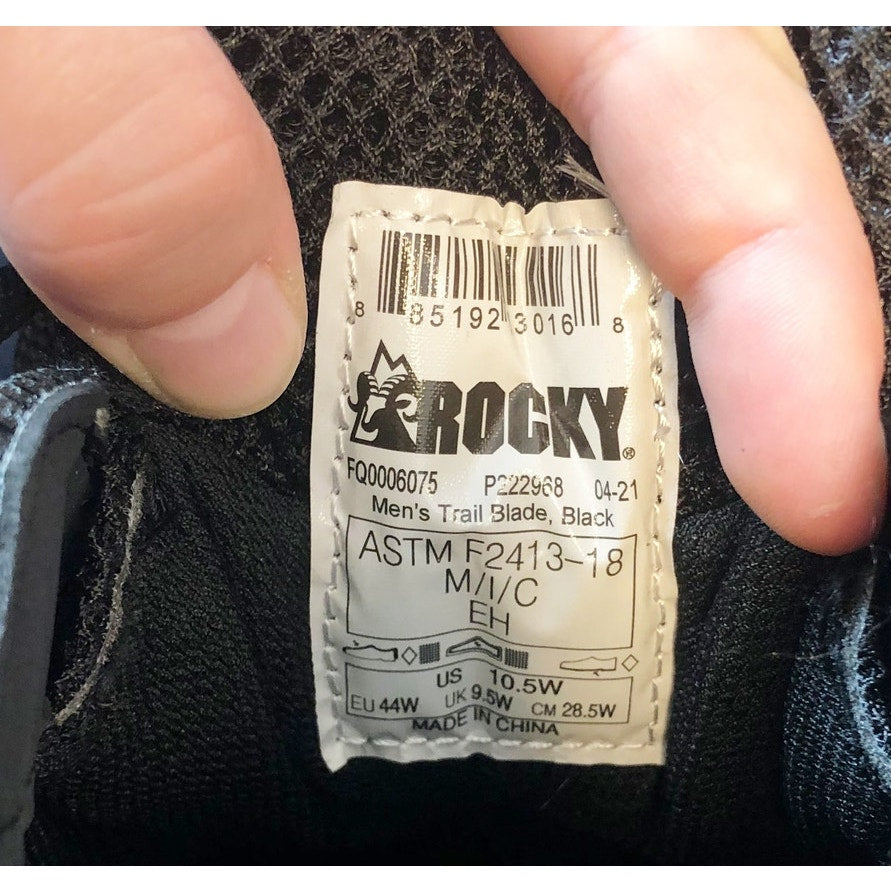 8 85192 3016 8
ROCKY®
FQ0006075 P222968 04-21
Men's Trail Blade, Black
ASTM F2413-18
M/I/C
EH
US 10.5W
EU 44W UK 9.5W CM 28.5W
MADE IN CHINA